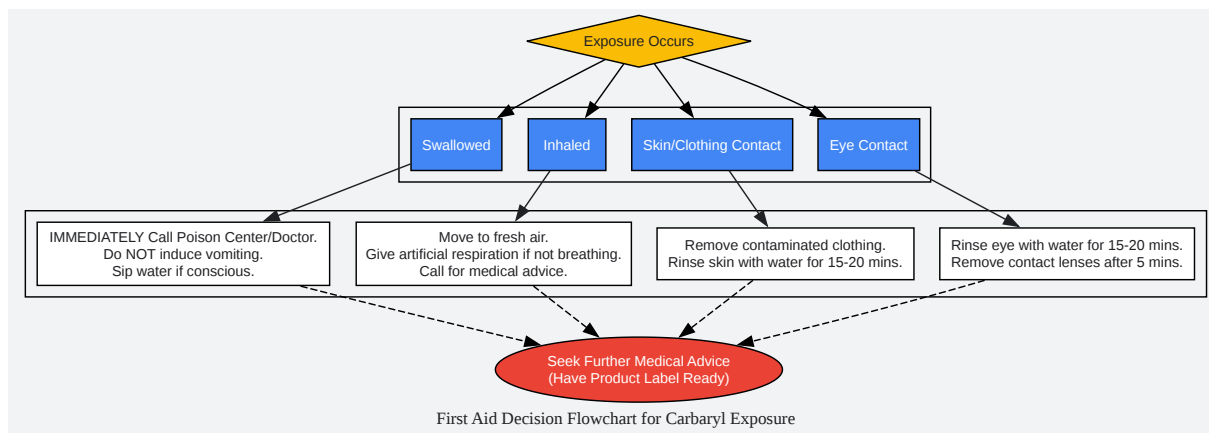 Exposure Occurs
Swallowed
Inhaled
Skin/Clothing Contact
Eye Contact
IMMEDIATELY Call Poison Center/Doctor.
Do NOT induce vomiting.
Sip water if conscious.
Move to fresh air.
Give artificial respiration if not breathing.
Call for medical advice.
Remove contaminated clothing.
Rinse skin with water for 15-20 mins.
Rinse eye with water for 15-20 mins.
Remove contact lenses after 5 mins.
Seek Further Medical Advice
(Have Product Label Ready)
First Aid Decision Flowchart for Carbaryl Exposure